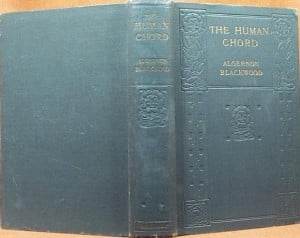 THE
HUMAN
CHORD
ALGERNON
BLACKWOOD
THE HUMAN
CHORD
ALGERNON
BLACKWOOD